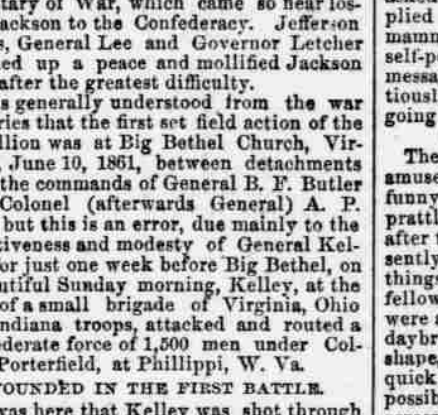 tary of War, which came so near los-
ackson to the Confederacy. Jefferson
s, General Lee and Governor Letcher
ed up a peace and mollified Jackson
after the greatest difficulty.
s generally understood from the war
ries that the first set field action of the
llion was at Big Bethel Church, Vir-
, June 10, 1861, between detachments
the commands of General B. F. Butler
Colonel (afterwards General) A. P.
but this is an error, due mainly to the
tiveness and modesty of General Kel-
or just one week before Big Bethel, on
utiful Sunday morning, Kelley, at the
of a small brigade of Virginia, Ohio
ndiana troops, attacked and routed a
ederate force of 1,500 men under Col-
Porterfield, at Phillippi, W. Va.
OUNDED IN THE FIRST BATTLE.
was here that Kelley was shot through
plied
mamm
self-p
messa
tiousl
going
The
amuse
funny
prattl
after t
sently
things
fellow
were s
daybr
shape
quick
possib